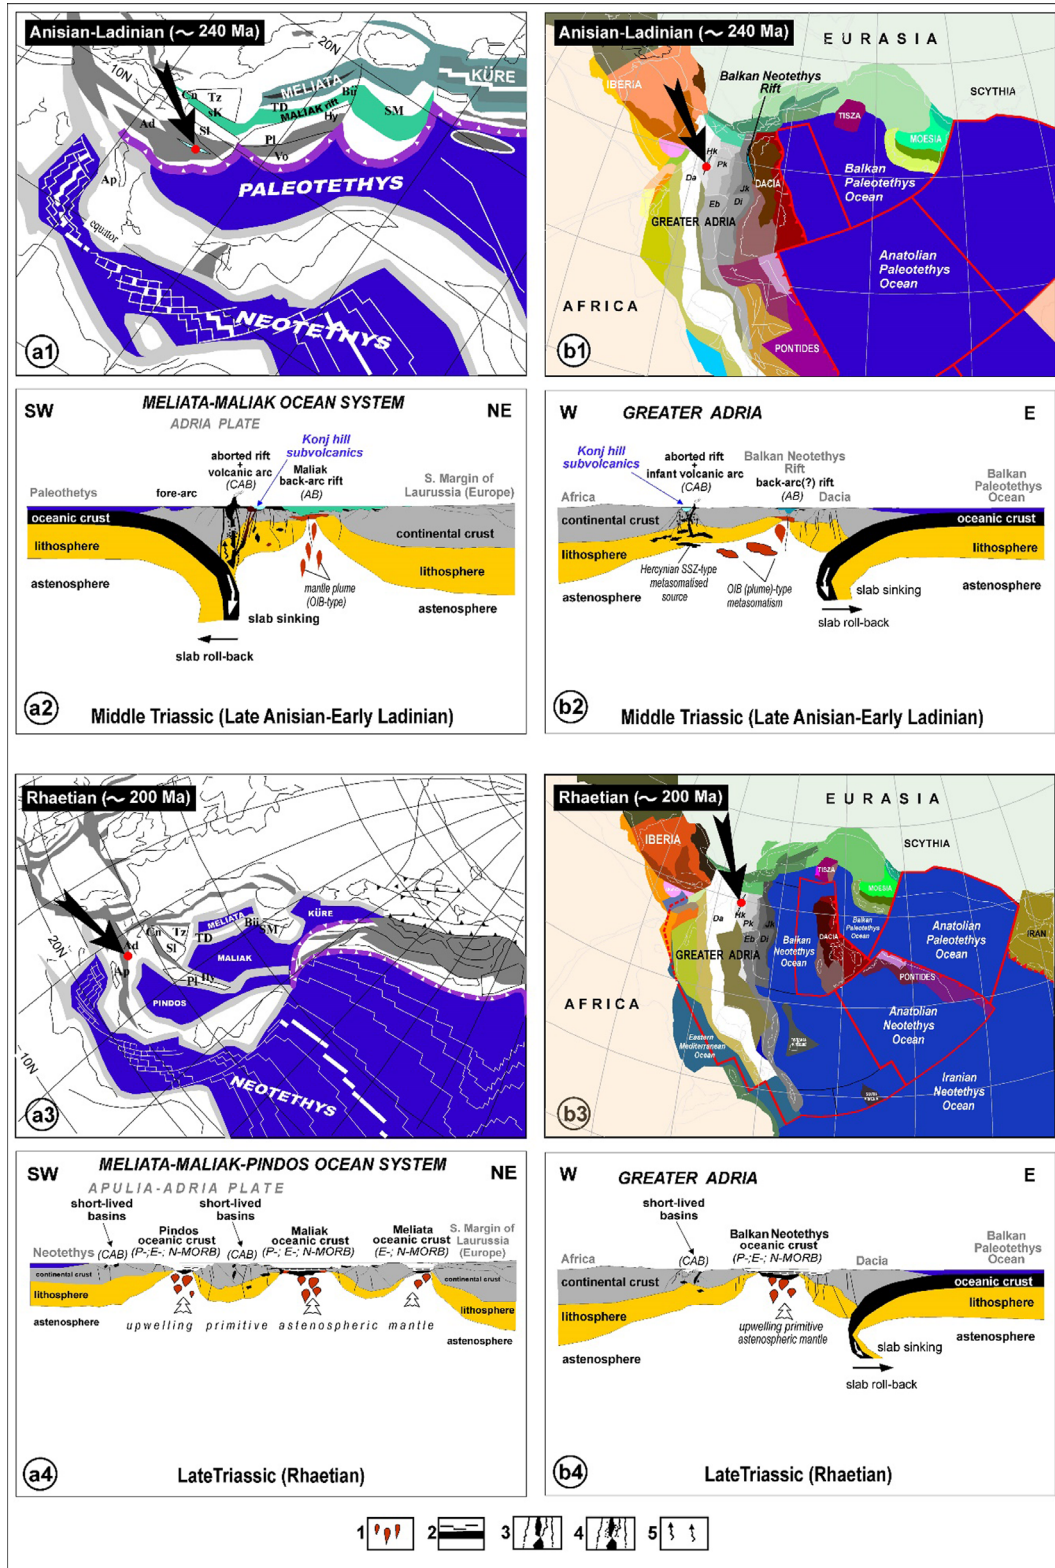 Anisian-Ladinian (~ 240 Ma)
20N
10N
MELIATA
KÜRE
Cn
Tz
sK
TD
Bü
MALIAK rift
Hy
SM
Ad
Sl
Pl
Vo
Ap
PALEOTETHYS
equator
NEOTETHYS
a1
Anisian-Ladinian (~ 240 Ma)
EURASIA
Balkan Neotethys
Rift
IBERIA
SCYTHIA
TISZA
MOESIA
Hk
Pk
Da
Jk
DACIA
Balkan
Paleotethys
Ocean
Eb
Di
GREATER ADRIA
Anatolian
Paleotethys
Ocean
AFRICA
PONTIDES
b1
SW
MELIATA-MALIAK OCEAN SYSTEM
NE
ADRIA PLATE
Konj hill
subvolcanics
aborted rift
+
volcanic arc
(CAB)
Maliak
back-arc rift
(AB)
Paleothetys
fore-arc
S. Margin of
Laurussia (Europe)
oceanic crust
continental crust
lithosphere
lithosphere
astenosphere
mantle plume
(OIB-type)
astenosphere
slab sinking
slab roll-back
a2
Middle Triassic (Late Anisian-Early Ladinian)
W
GREATER ADRIA
E
Konj hill
subvolcanics
aborted rift
+
infant volcanic arc
(CAB)
Balkan Neotethys
Rift
back-arc(?) rift
(AB)
Dacia
Balkan
Paleotethys
Ocean
Africa
continental crust
oceanic crust
lithosphere
lithosphere
astenosphere
Hercynian SSZ-type
metasomatised
source
OIB (plume)-type
metasomatism
astenosphere
slab sinking
slab roll-back
b2
Middle Triassic (Late Anisian-Early Ladinian)
Rhaetian (~ 200 Ma)
KÜRE
MELIATA
Bü
SM
Cn
Tz
TD
Sl
Ad
20N
MALIAK
Ap
Pl
Hy
PINDOS
10N
NEOTETHYS
a3
Rhaetian (~ 200 Ma)
EURASIA
IBERIA
SCYTHIA
TISZA
MOESIA
Da
Hk
Pk
Jk
Eb
Di
GREATER ADRIA
Balkan
Neotethys
Ocean
DACIA
Balkan
Paleotethys
Ocean
Anatolian
Paleotethys
Ocean
IRAN
PONTIDES
AFRICA
Anatolian
Neotethys
Ocean
Eastern
Mediterranean
Ocean
Iranian
Neotethys
Ocean
b3
SW
MELIATA-MALIAK-PINDOS OCEAN SYSTEM
NE
APULIA-ADRIA PLATE
short-lived
basins
short-lived
basins
Neotethys
(CAB)
Pindos
oceanic crust
(P-;E-; N-MORB)
(CAB)
Maliak
oceanic crust
(P-; E-; N-MORB)
Meliata
oceanic crust
(E-; N-MORB)
S. Margin of
Laurussia
(Europe)
continental crust
continental crust
lithosphere
lithosphere
astenosphere
upwelling primitive astenospheric mantle
astenosphere
a4
LateTriassic (Rhaetian)
W
GREATER ADRIA
E
short-lived
basins
(CAB)
Balkan Neotethys
oceanic crust
(P-;E-; N-MORB)
Dacia
Balkan
Paleotethys
Ocean
Africa
continental crust
oceanic crust
lithosphere
lithosphere
upwelling primitive
astenospheric mantle
astenosphere
astenosphere
slab sinking
slab roll-back
b4
LateTriassic (Rhaetian)
1
2
3
4
5